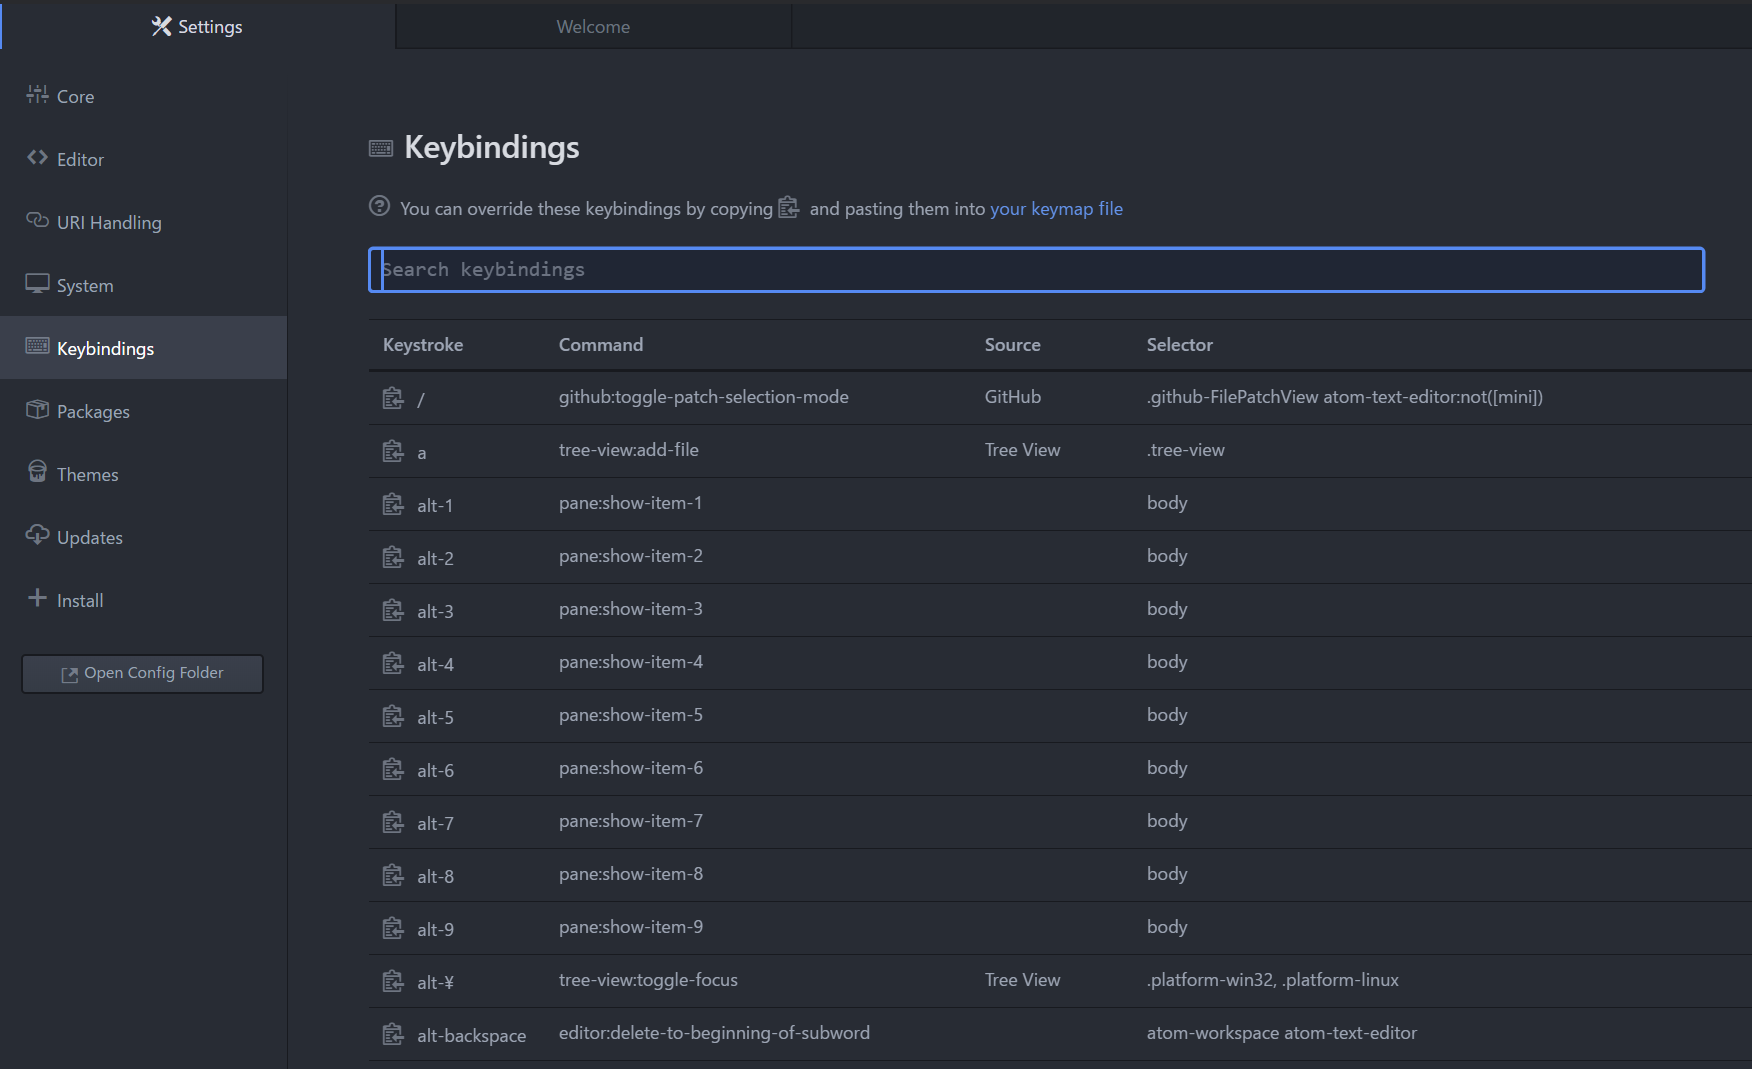 Settings
Welcome
Core
Editor
URI Handling
System
Keybindings
Packages
Themes
Updates
Install
Open Config Folder
Keybindings
You can override these keybindings by copying and pasting them into your keymap file
Search keybindings
Keystroke Command Source Selector
/ github:toggle-patch-selection-mode GitHub .github-FilePatchView atom-text-editor:not([mini])
a tree-view:add-file Tree View .tree-view
alt-1 pane:show-item-1 body
alt-2 pane:show-item-2 body
alt-3 pane:show-item-3 body
alt-4 pane:show-item-4 body
alt-5 pane:show-item-5 body
alt-6 pane:show-item-6 body
alt-7 pane:show-item-7 body
alt-8 pane:show-item-8 body
alt-9 pane:show-item-9 body
alt-¥ tree-view:toggle-focus Tree View .platform-win32, .platform-linux
alt-backspace editor:delete-to-beginning-of-subword atom-workspace atom-text-editor